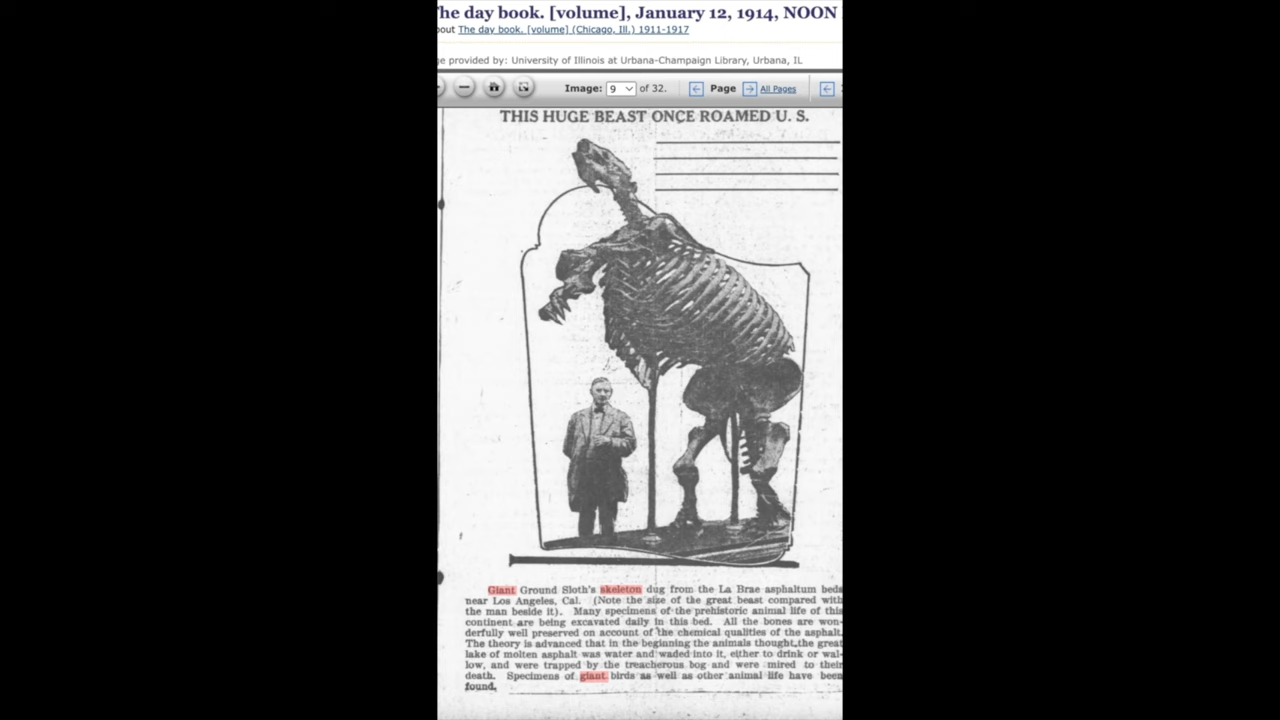 he day book. [volume], January 12, 1914, NOON
out The day book. [volume] (Chicago, Ill.) 1911-1917
ge provided by: University of Illinois at Urbana-Champaign Library, Urbana, IL
Image: 9 of 32. Page All Pages
THIS HUGE BEAST ONCE ROAMED U. S.
Giant Ground Sloth's skeleton dug from the La Brae asphaltum beds
near Los Angeles, Cal. (Note the size of the great beast compared with
the man beside it). Many specimens of the prehistoric animal life of this
continent are being excavated daily in this bed. All the bones are won-
derfully well preserved on account of the chemical qualities of the asphalt.
The theory is advanced that in the beginning the animals thought the great
lake of molten asphalt was water and waded into it, either to drink or wal-
low, and were trapped by the treacherous bog and were mired to their
death. Specimens of giant birds as well as other animal life have been
found.